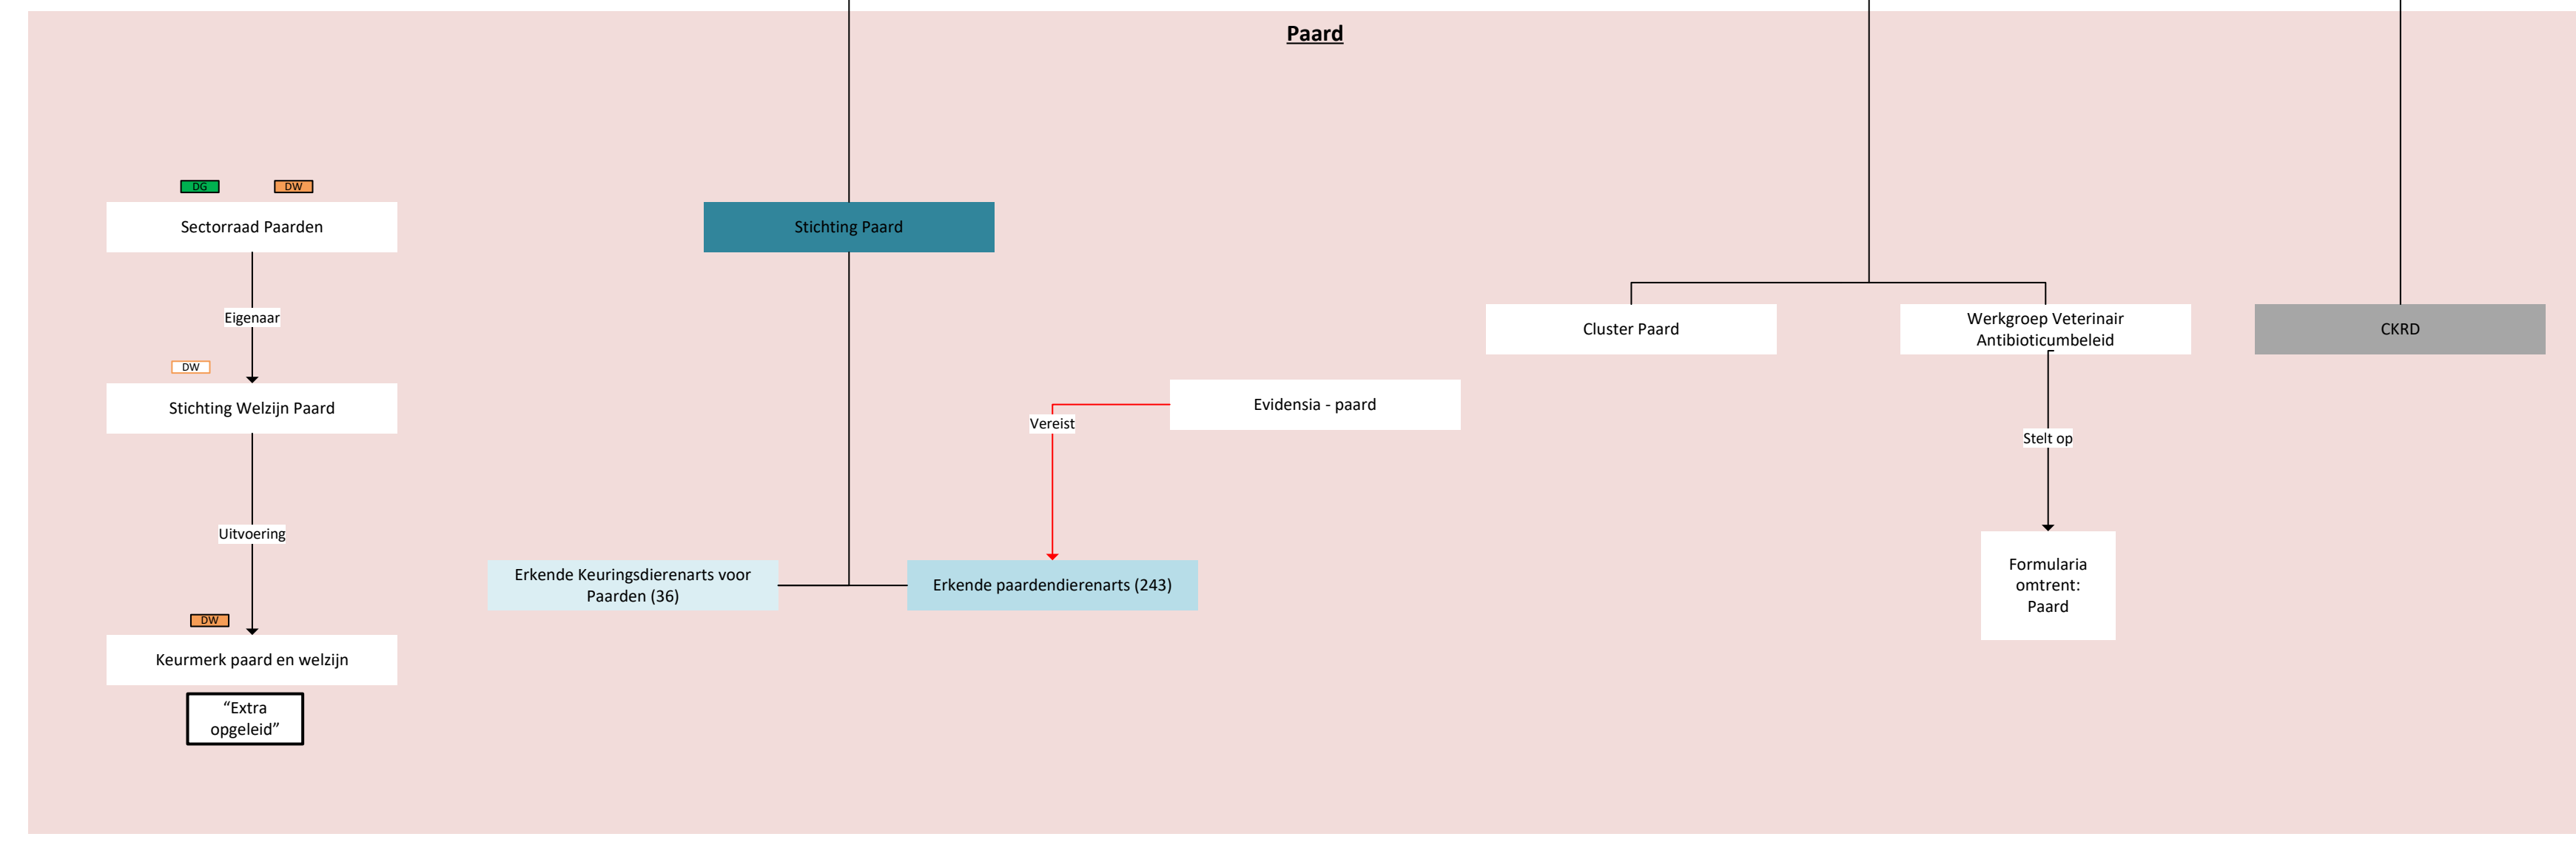 Paard
DG
DW
Sectorraad Paarden
Eigenaar
DW
Stichting Welzijn Paard
Uitvoering
DW
Keurmerk paard en welzijn
“Extra
opgeleid”
Stichting Paard
Erkende Keuringsdierenarts voor
Paarden (36)
Erkende paardendierenarts (243)
Vereist
Evidensia - paard
Cluster Paard
Werkgroep Veterinair
Antibioticumbeleid
Stelt op
Formularia
omtrent:
Paard
CKRD